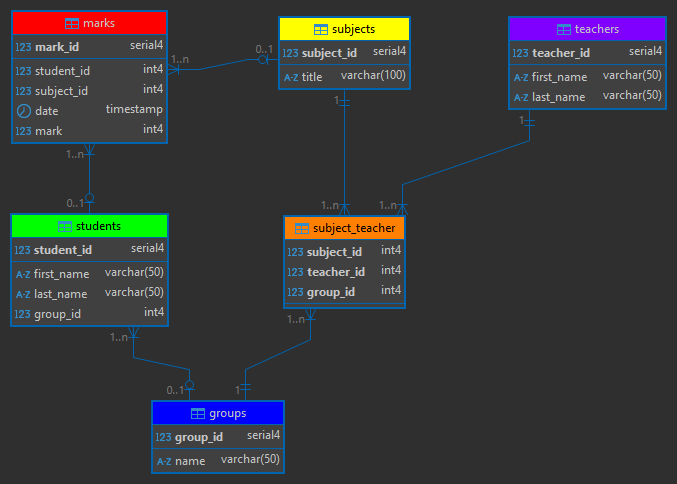 marks
123 mark_id serial4
123 student_id int4
123 subject_id int4
date timestamp
123 mark int4
1..n
0..1
subjects
123 subject_id serial4
A-Z title varchar(100)
1
teachers
123 teacher_id serial4
A-Z first_name varchar(50)
A-Z last_name varchar(50)
1
1..n
0..1
students
123 student_id serial4
A-Z first_name varchar(50)
A-Z last_name varchar(50)
123 group_id int4
1..n
1..n
1..n
subject_teacher
123 subject_id int4
123 teacher_id int4
123 group_id int4
1..n
0..1
1
groups
123 group_id serial4
A-Z name varchar(50)